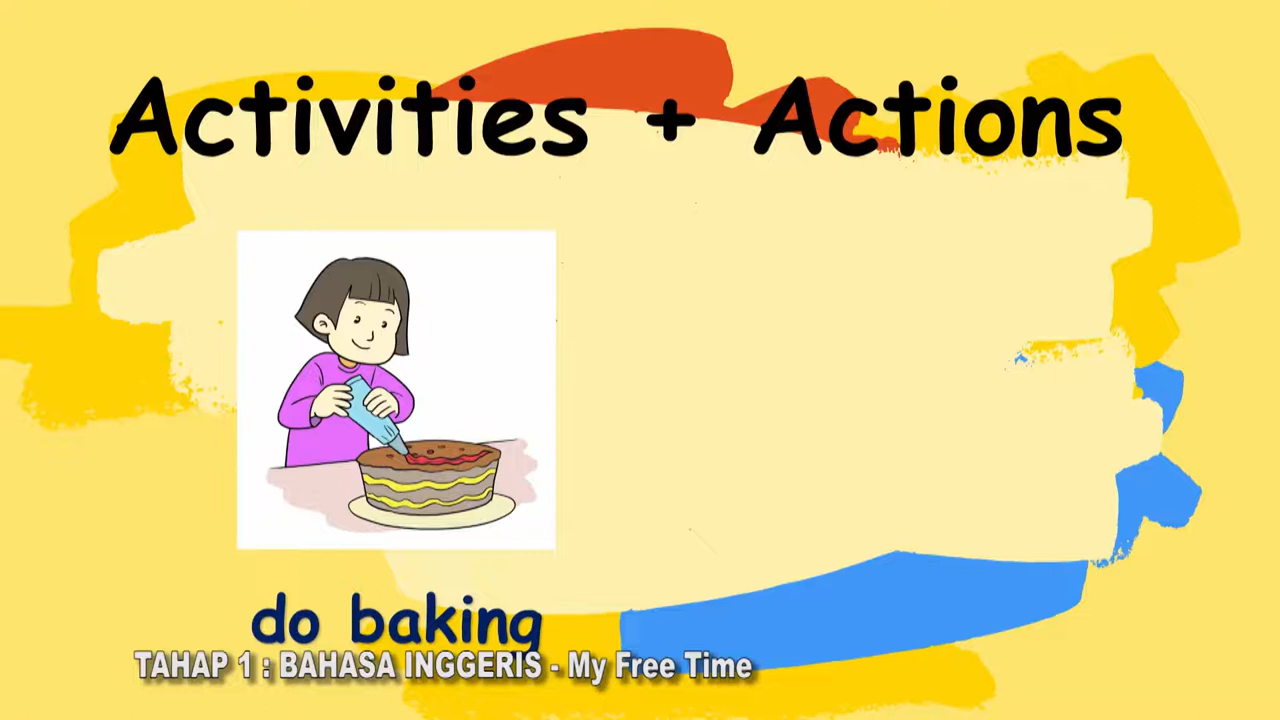 Activities + Actions
do baking
TAHAP 1 : BAHASA INGGERIS - My Free Time